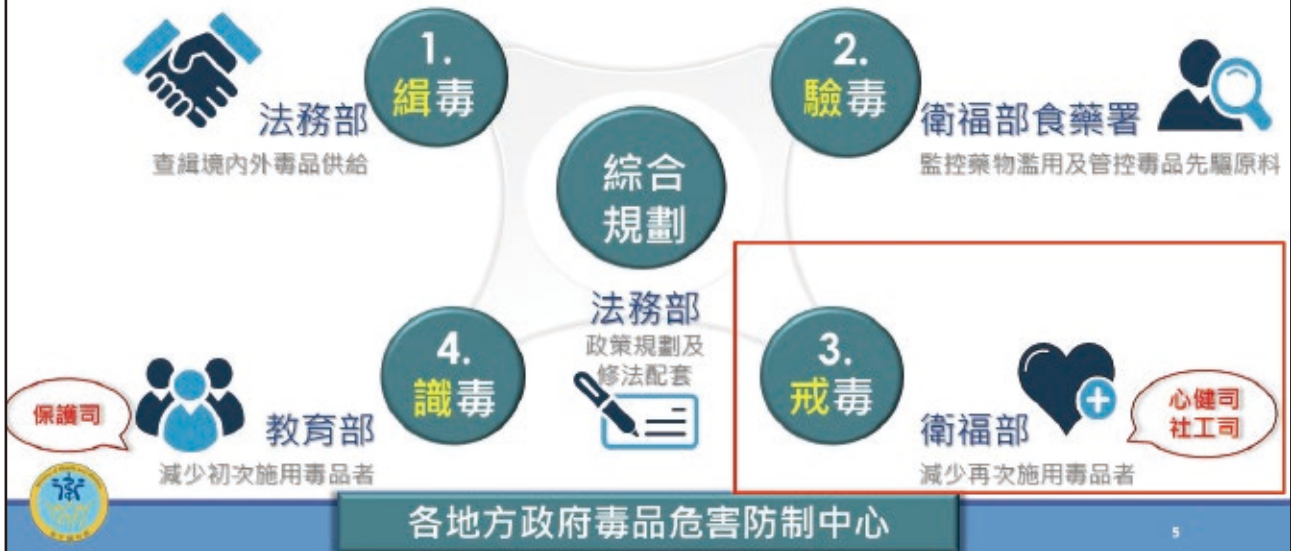 1.
緝毒
法務部
查緝境內外毒品供給
2.
驗毒
衛福部食藥署
監控藥物濫用及管控毒品先驅原料
綜合
規劃
法務部
政策規劃及
修法配套
4.
識毒
保護司
教育部
減少初次施用毒品者
3.
戒毒
衛福部
心健司
社工司
減少再次施用毒品者
各地方政府毒品危害防制中心
5